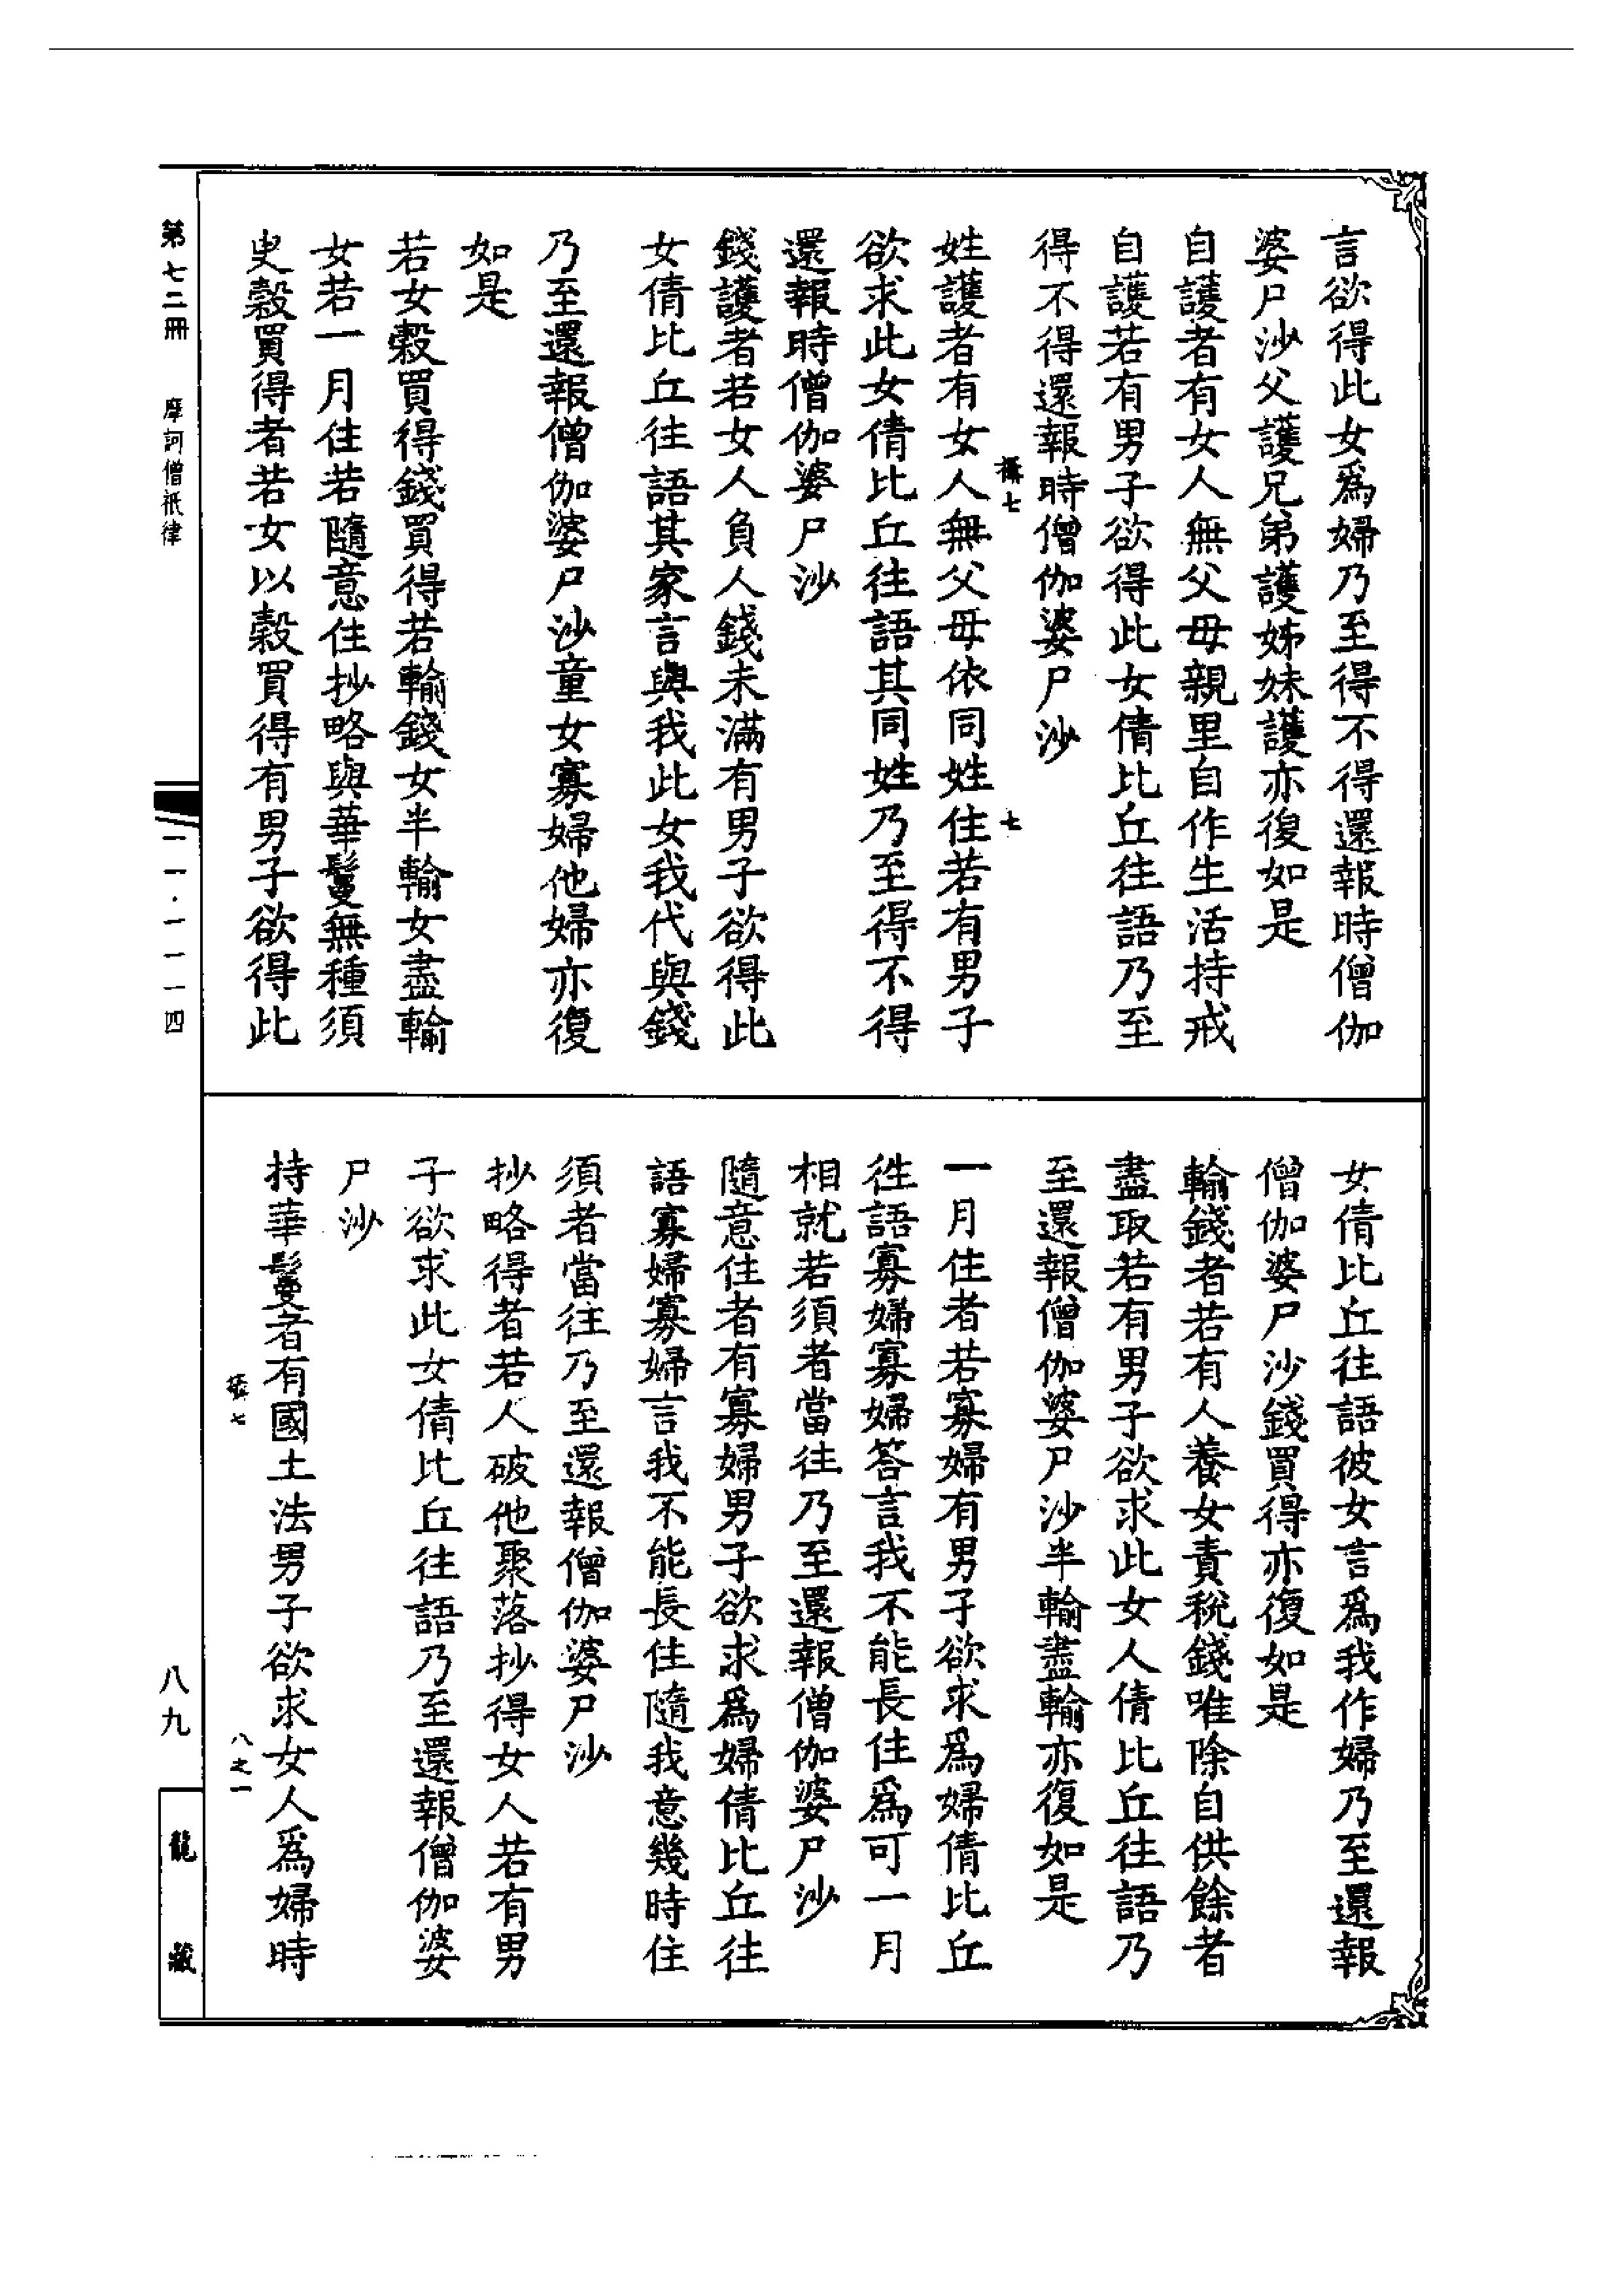 言欲得此女爲婦乃至得不得還報時僧伽
婆尸沙父護兄弟護姊妹護亦復如是
自護者有女人無父母親里自作生活持戒
自護若有男子欲得此女倩比丘往語乃至
得不得還報時僧伽婆尸沙
七
七
姓護者有女人無父母依同姓住若有男子
欲求此女倩比丘往語其同姓乃至得不得
還報時僧伽婆尸沙
錢護者若女人負人錢未滿有男子欲得此
女倩比丘往語其家言與我此女我代與錢
乃至還報僧伽婆尸沙童女寡婦他婦亦復
如是
若女穀買得錢買得若輸錢女半輸女盡輸
女若一月住若隨意住抄略與華鬘無種須
史穀買得者若女以穀買得有男子欲得此
女倩比丘往語彼女言爲我作婦乃至還報
僧伽婆尸沙錢買得亦復如是
輸錢者若有人養女責稅錢唯除自供餘者
盡取若有男子欲求此女人倩比丘往語乃
至還報僧伽婆尸沙半輸盡輸亦復如是
一月住者若寡婦有男子欲求爲婦倩比丘
往語寡婦寡婦答言我不能長住爲可一月
相就若須者當往乃至還報僧伽婆尸沙
隨意住者有寡婦男子欲求爲婦倩比丘往
語寡婦寡婦言我不能長住隨我意幾時住
須者當往乃至還報僧伽婆尸沙
抄略得者若人破他聚落抄得女人若有男
子欲求此女倩比丘往語乃至還報僧伽婆
尸沙
持華鬘者有國土法男子欲求女人爲婦時
七
八之一
第七二冊
摩訶僧祇律
一一·一一一四
八九
龍藏